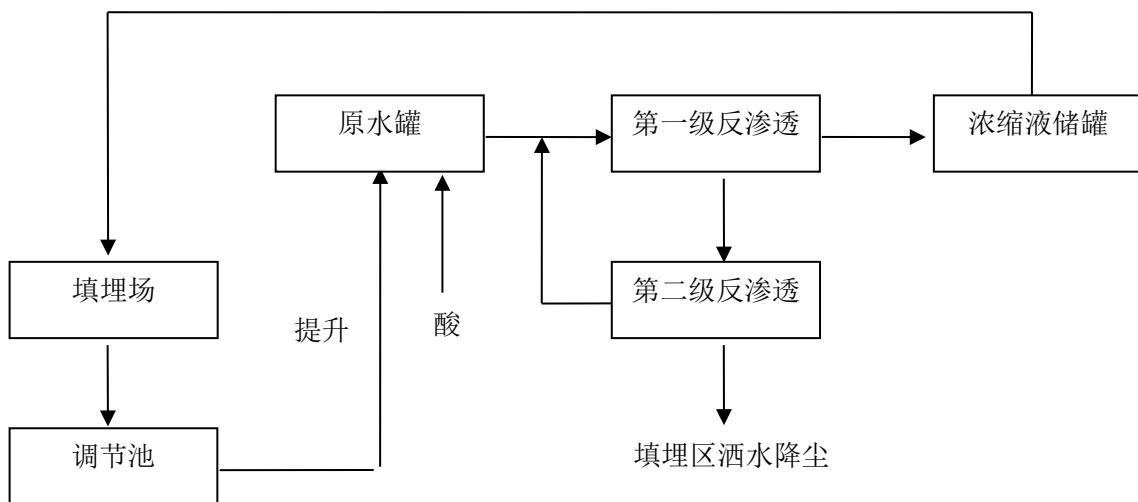 原水罐
第一级反渗透
浓缩液储罐
填埋场
第二级反渗透
提升
酸
调节池
填埋区洒水降尘